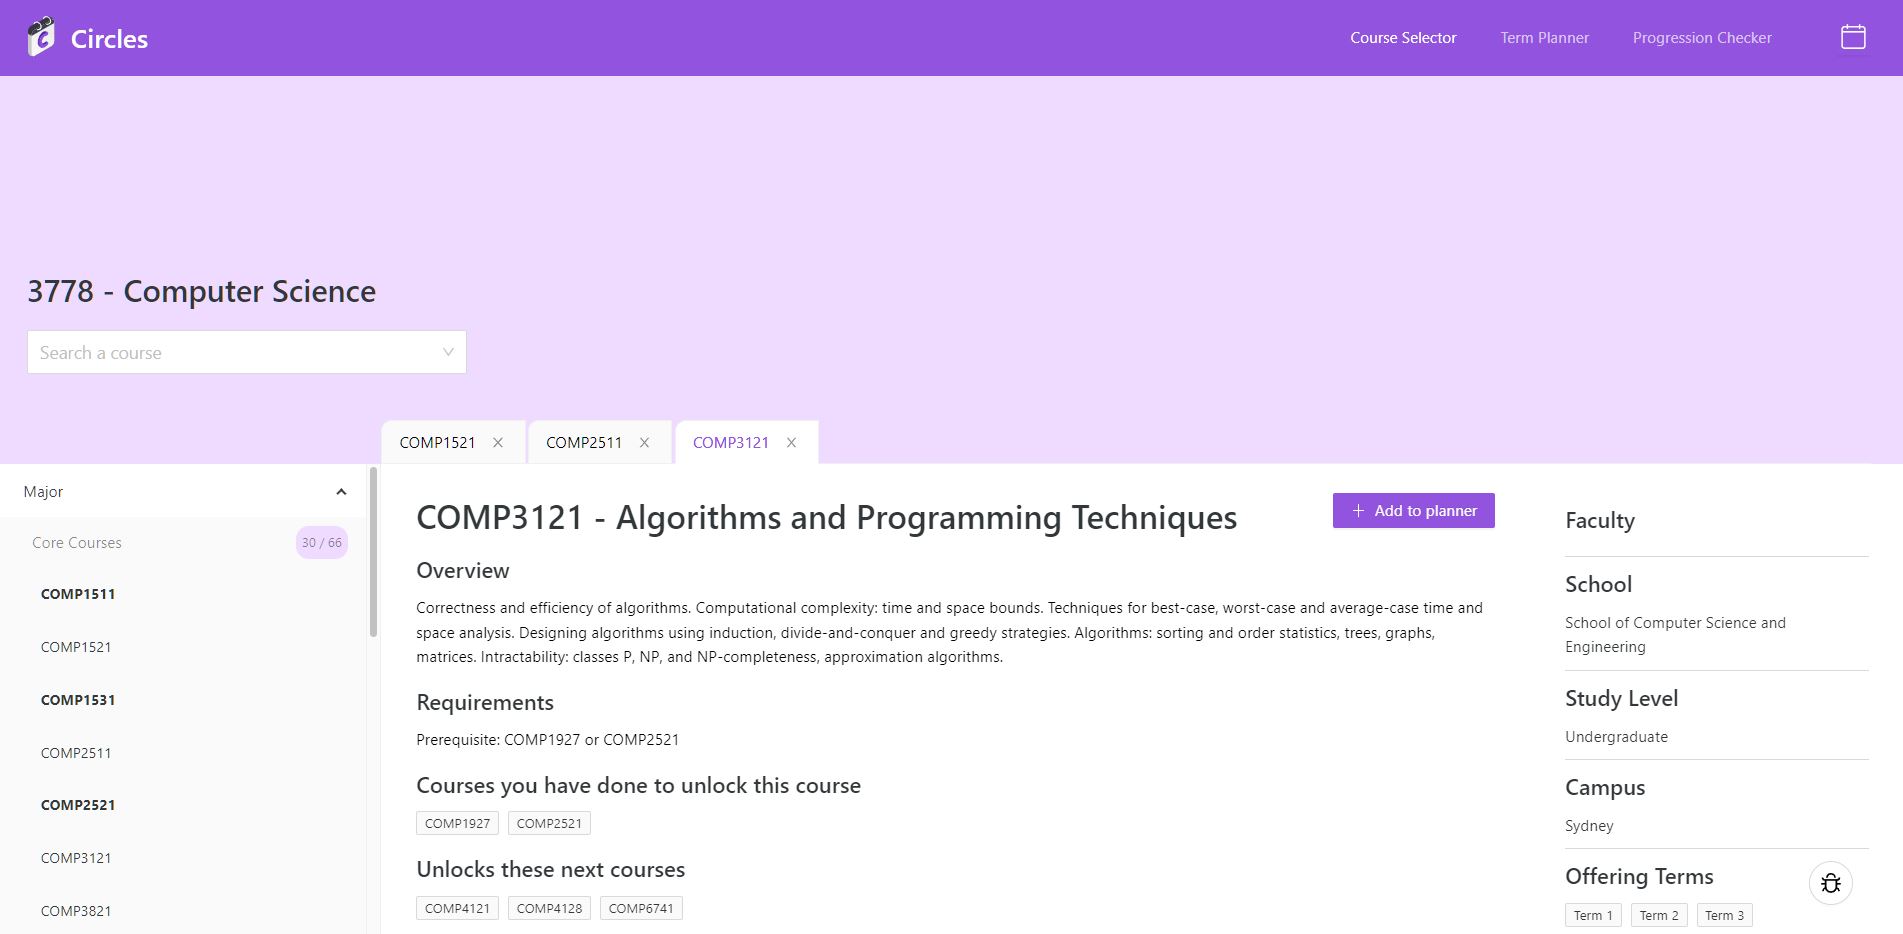 Circles
Course Selector
Term Planner
Progression Checker
3778 - Computer Science
Search a course
COMP1521
COMP2511
COMP3121
Major
Core Courses
30 / 66
COMP1511
COMP1521
COMP1531
COMP2511
COMP2521
COMP3121
COMP3821
COMP3121 - Algorithms and Programming Techniques
+ Add to planner
Overview
Correctness and efficiency of algorithms. Computational complexity: time and space bounds. Techniques for best-case, worst-case and average-case time and
space analysis. Designing algorithms using induction, divide-and-conquer and greedy strategies. Algorithms: sorting and order statistics, trees, graphs,
matrices. Intractability: classes P, NP, and NP-completeness, approximation algorithms.
Requirements
Prerequisite: COMP1927 or COMP2521
Courses you have done to unlock this course
COMP1927 COMP2521
Unlocks these next courses
COMP4121 COMP4128 COMP6741
Faculty
School
School of Computer Science and
Engineering
Study Level
Undergraduate
Campus
Sydney
Offering Terms
Term 1 Term 2 Term 3